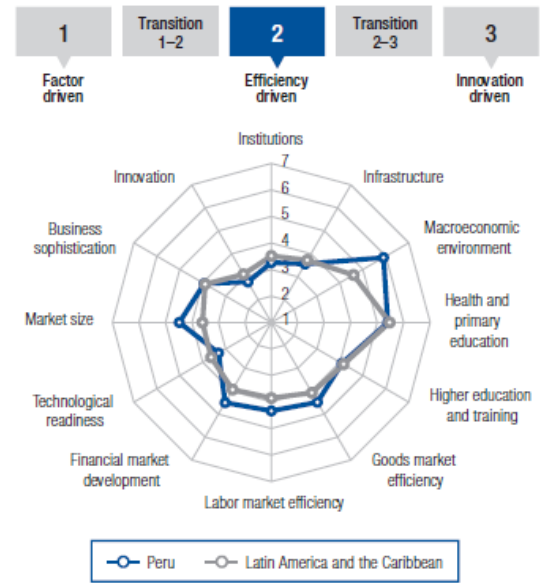 1
Transition
1–2
2
Transition
2–3
3
Factor
driven
Efficiency
driven
Innovation
driven
Institutions
7
Innovation
Infrastructure
6
5
Business
sophistication
Macroeconomic
environment
4
3
2
Market size
1
Health and
primary
education
Technological
readiness
Higher education
and training
Financial market
development
Goods market
efficiency
Labor market efficiency
Peru
Latin America and the Caribbean